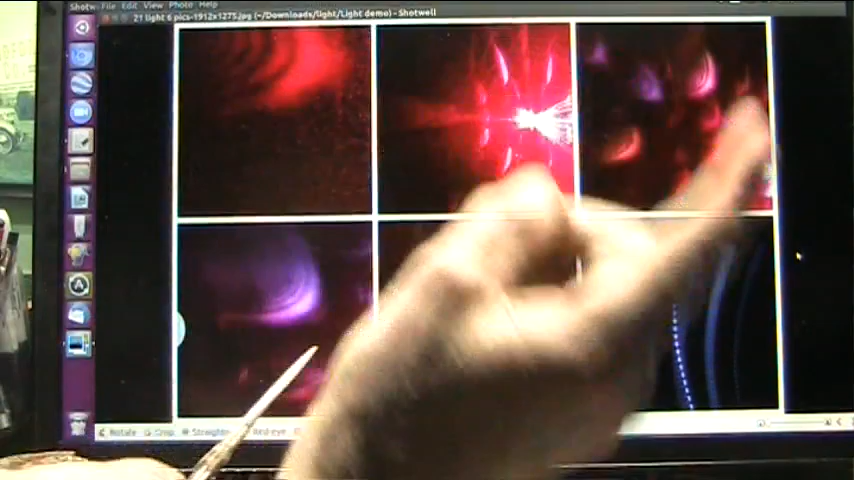 Shotw File Edit View Photo Help
21 light 6 pics-1912x1275.jpg (~/Downloads/light/Light demo) - Shotwell
Rotate Crop Straighten Red-eye